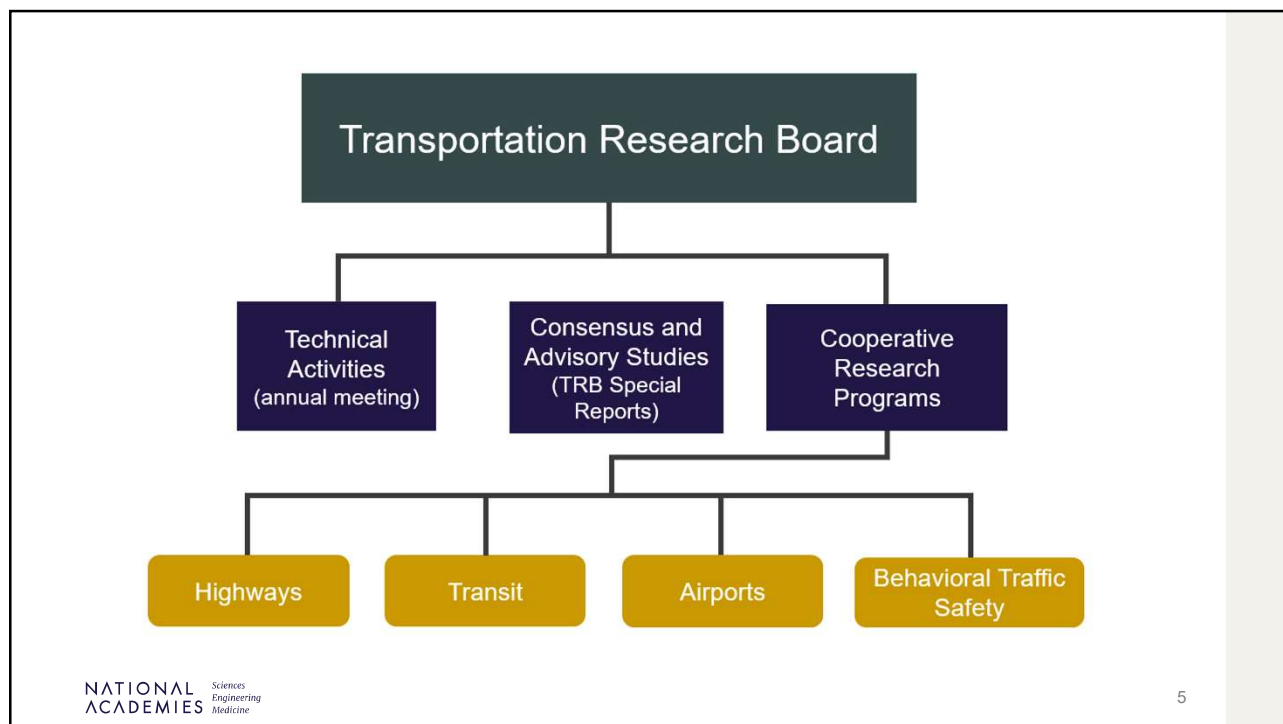 Transportation Research Board
Technical
Activities
(annual meeting)
Consensus and
Advisory Studies
(TRB Special
Reports)
Cooperative
Research
Programs
Highways
Transit
Airports
Behavioral Traffic
Safety
NATIONAL
ACADEMIES
Sciences
Engineering
Medicine
5